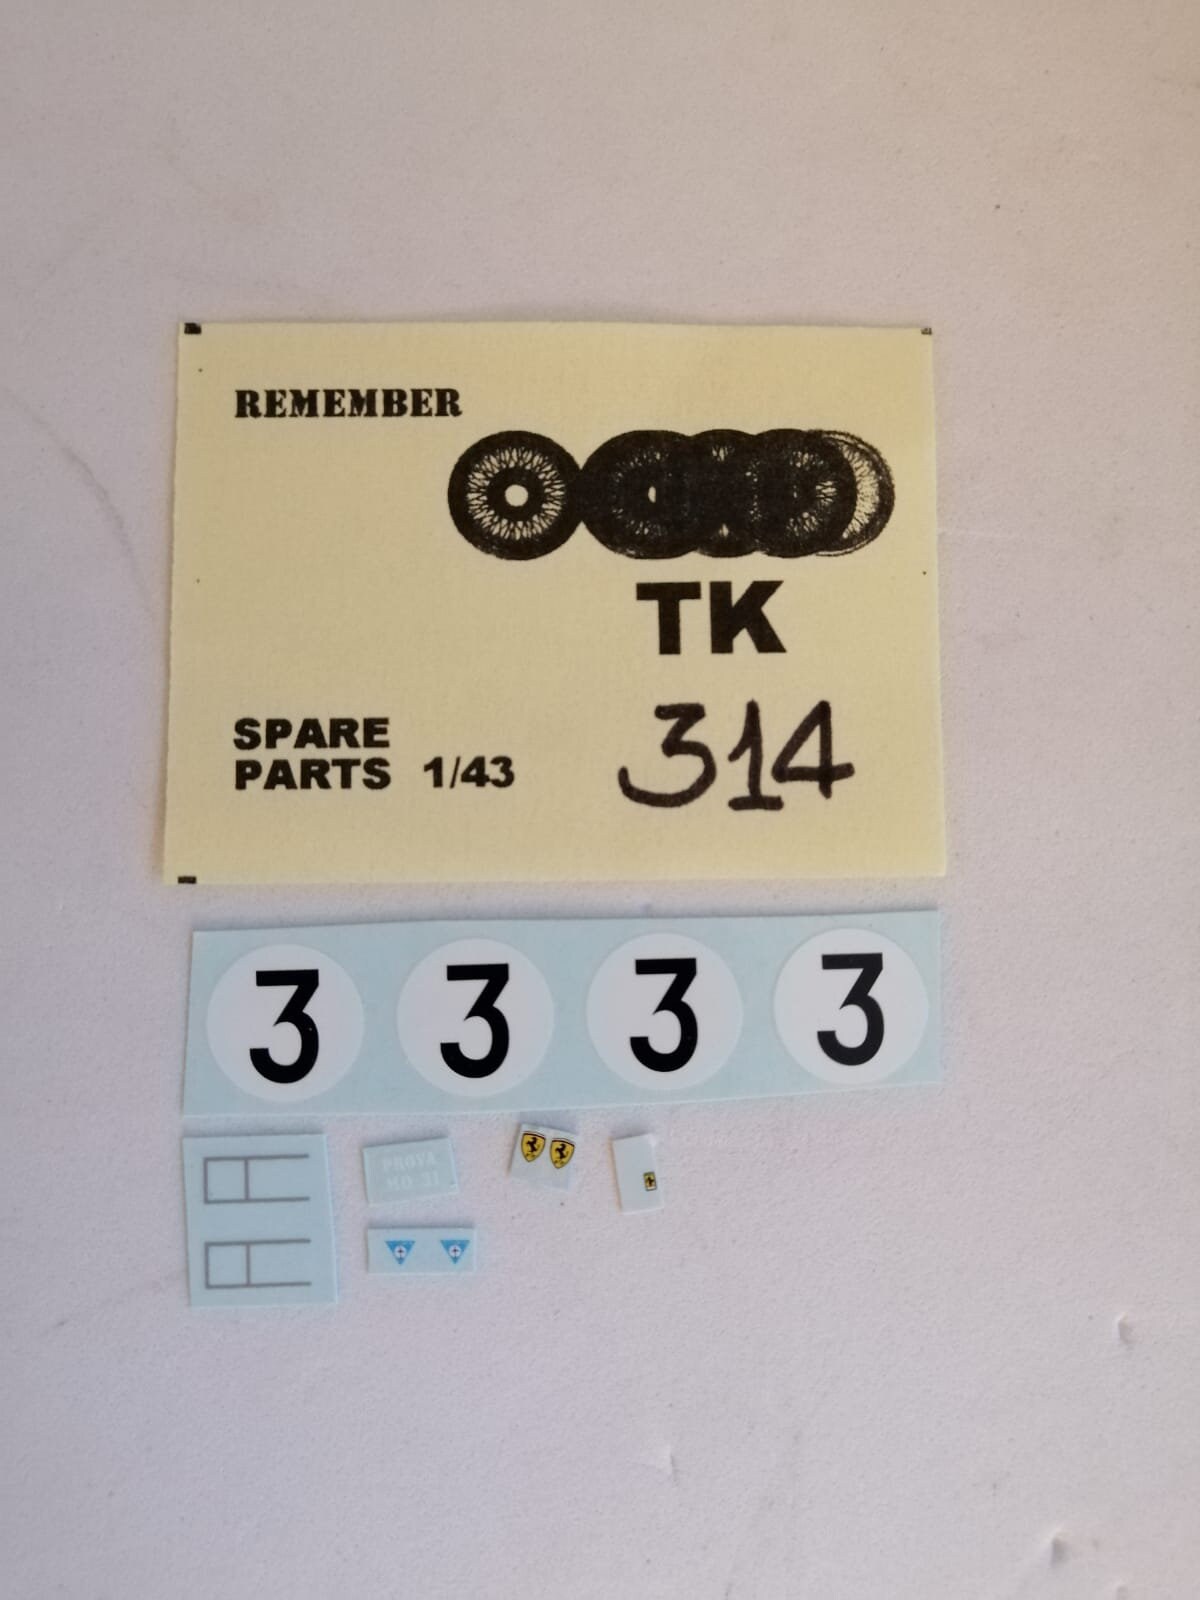 REMEMBER
TK
314
SPARE
PARTS 1/43
3 3 3 3
PROVA
MO 31